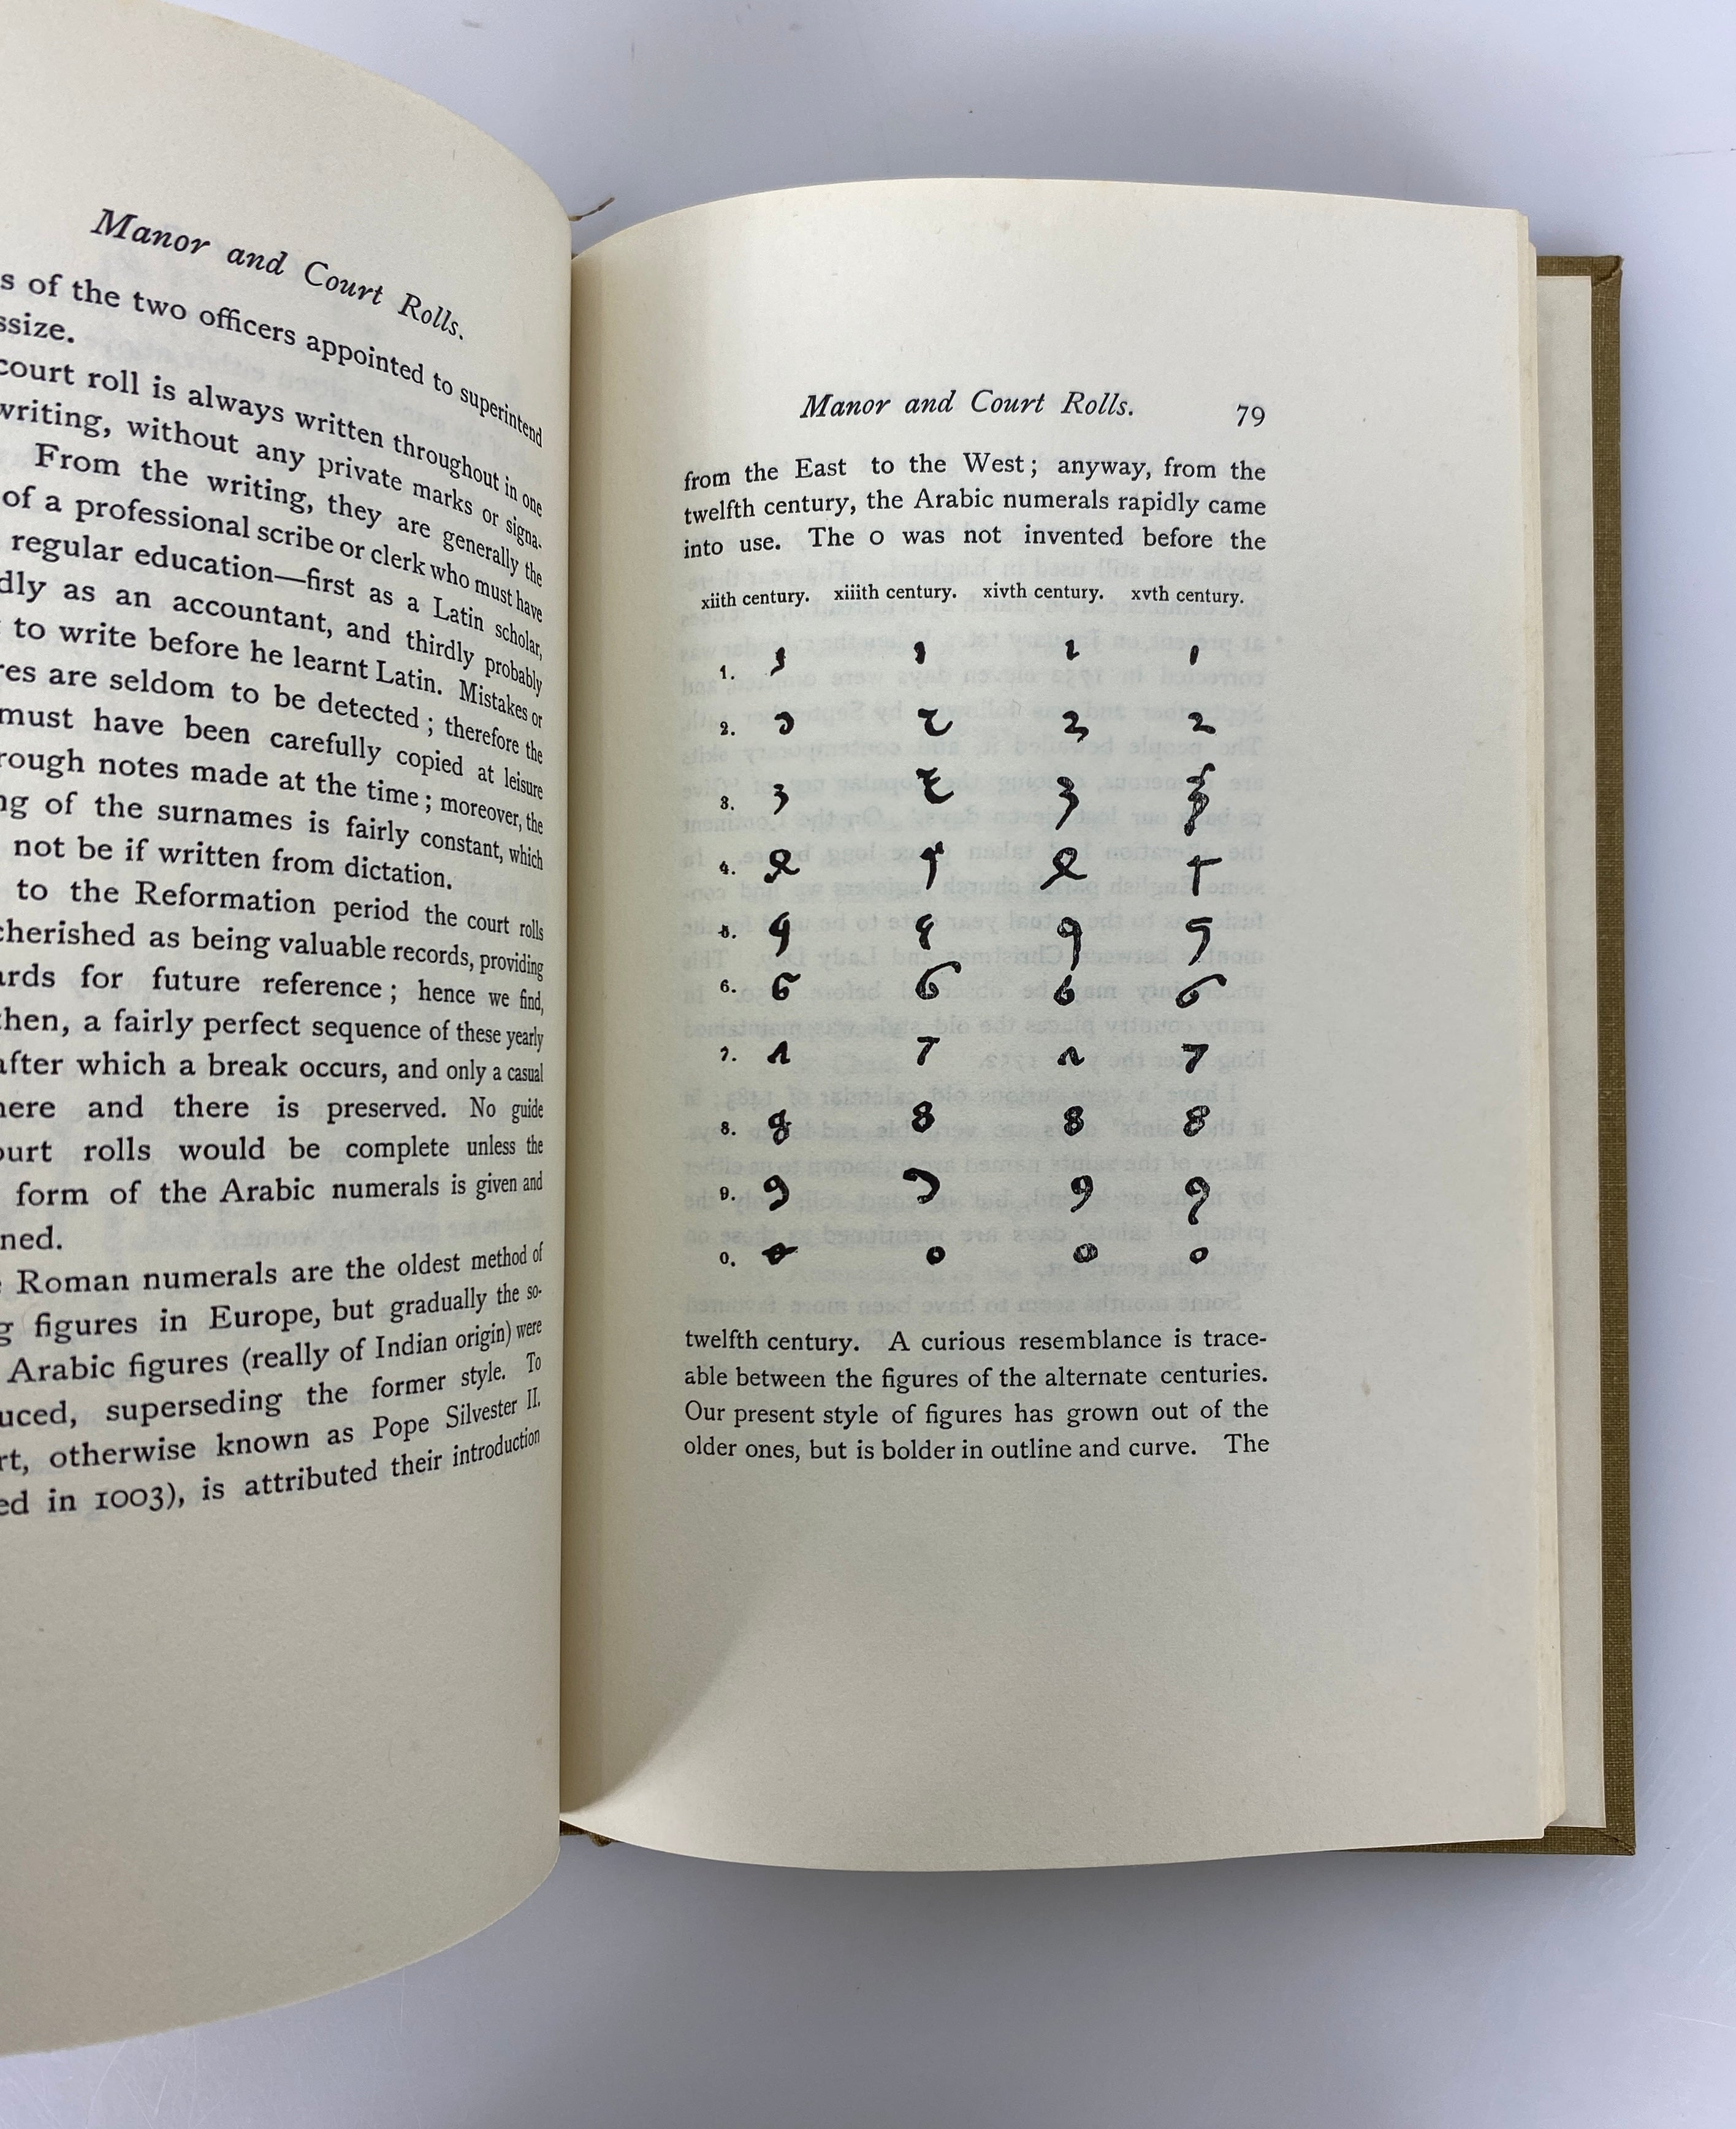 Manor and Court Rolls.
s of the two officers appointed to superintend
ssize.
court roll is always written throughout in one
writing, without any private marks or signa-
From the writing, they are generally the
of a professional scribe or clerk who must have
regular education—first as a Latin scholar,
dly as an accountant, and thirdly probably
to write before he learnt Latin. Mistakes or
res are seldom to be detected; therefore the
must have been carefully copied at leisure
rough notes made at the time; moreover, the
ng of the surnames is fairly constant, which
not be if written from dictation.
to the Reformation period the court rolls
cherished as being valuable records, providing
ards for future reference; hence we find,
then, a fairly perfect sequence of these yearly
after which a break occurs, and only a casual
here and there is preserved. No guide
ourt rolls would be complete unless the
form of the Arabic numerals is given and
ned.
Roman numerals are the oldest method of
g figures in Europe, but gradually the so-
Arabic figures (really of Indian origin) were
uced, superseding the former style. To
rt, otherwise known as Pope Silvester II.
ed in 1003), is attributed their introduction
Manor and Court Rolls. 79
from the East to the West; anyway, from the
twelfth century, the Arabic numerals rapidly came
into use. The 0 was not invented before the
xiith century. xiiith century. xivth century. xvth century.
1.
2.
3.
4.
5.
6.
7.
8.
9.
0.
twelfth century. A curious resemblance is trace-
able between the figures of the alternate centuries.
Our present style of figures has grown out of the
older ones, but is bolder in outline and curve. The